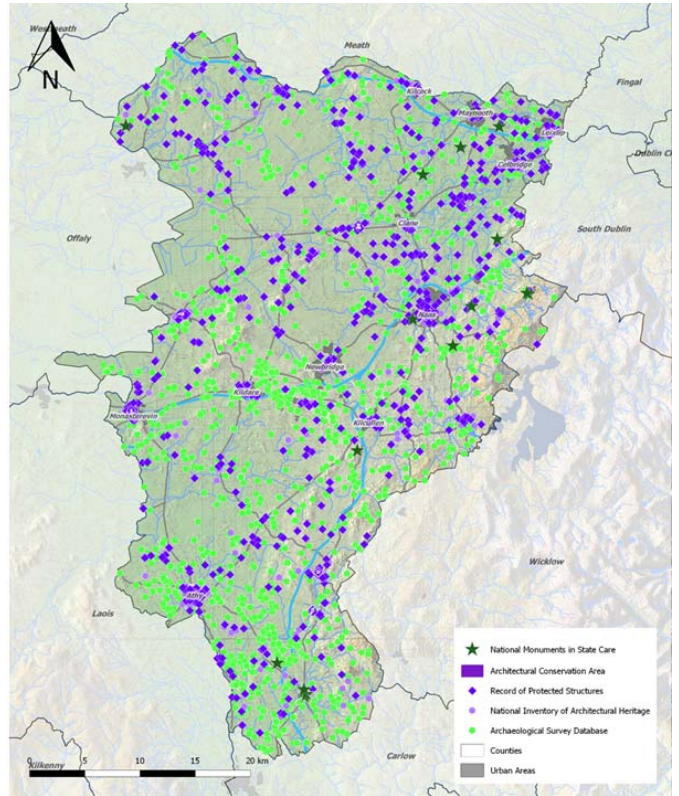 Westmeath
Meath
N
Kilcock
Fingal
Maynooth
Leixlip
Celbridge
Dublin Ci
Clane
Offaly
South Dublin
Naas
Newbridge
Kildare
Monasterevin
Kilcullen
Wicklow
Athy
Laois
National Monuments in State Care
Architectural Conservation Area
Record of Protected Structures
National Inventory of Architectural Heritage
Archaeological Survey Database
Counties
Urban Areas
Kilkenny
Carlow
0 5 10 15 20 km